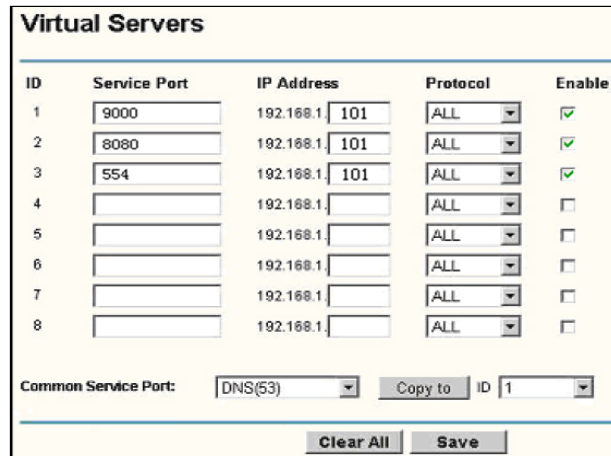 Virtual Servers
ID Service Port IP Address Protocol Enable
1 9000 192.168.1. 101 ALL
2 8080 192.168.1. 101 ALL
3 554 192.168.1. 101 ALL
4 192.168.1. ALL
5 192.168.1. ALL
6 192.168.1. ALL
7 192.168.1. ALL
8 192.168.1. ALL
Common Service Port: DNS(53) Copy to ID 1
Clear All Save